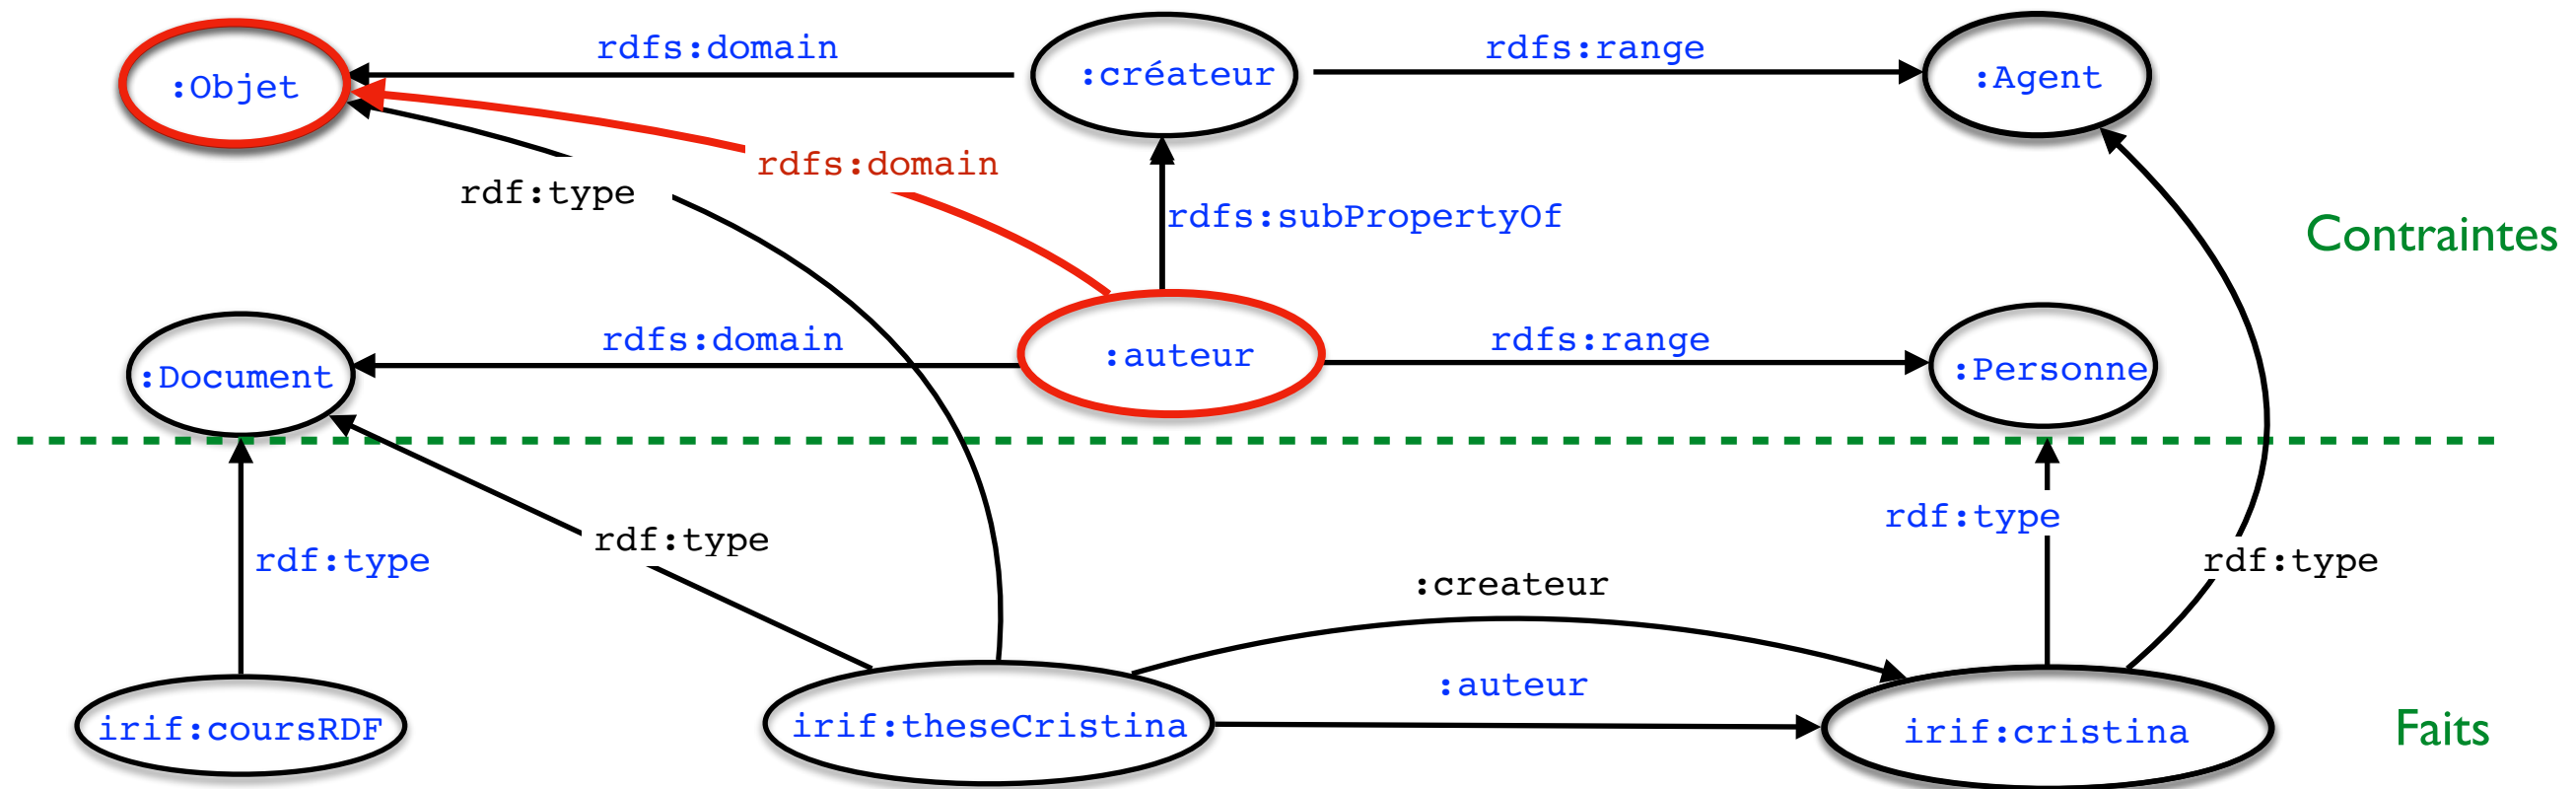 rdfs:domain
rdfs:range
:Objet
:créateur
:Agent
rdfs:domain
rdf:type
rdfs:subPropertyOf
Contraintes
rdfs:domain
rdfs:range
:Document
:auteur
:Personne
rdf:type
rdf:type
rdf:type
rdf:type
:createur
:auteur
irif:coursRDF
irif:theseCristina
irif:cristina
Faits